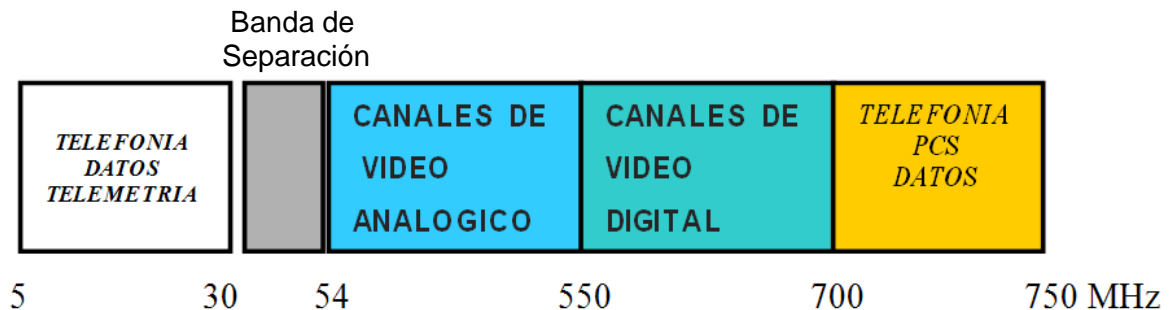 Banda de
Separación
TELEFONIA
DATOS
TELEMETRIA
CANALES DE
VIDEO
ANALOGICO
CANALES DE
VIDEO
DIGITAL
TELEFONIA
PCS
DATOS
5 30 54 550 700 750 MHz